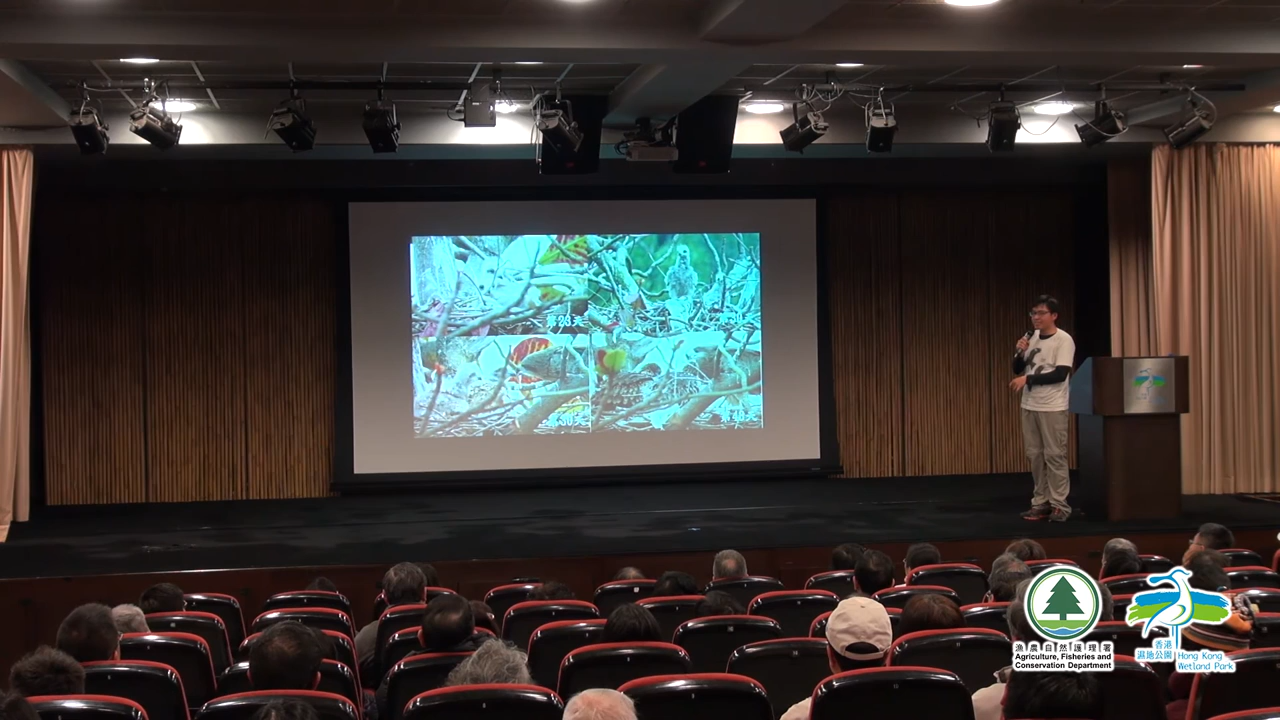 第23天
第30天
漁農自然護理署
Agriculture, Fisheries and
Conservation Department
香港
濕地公園
Hong Kong
Wetland Park